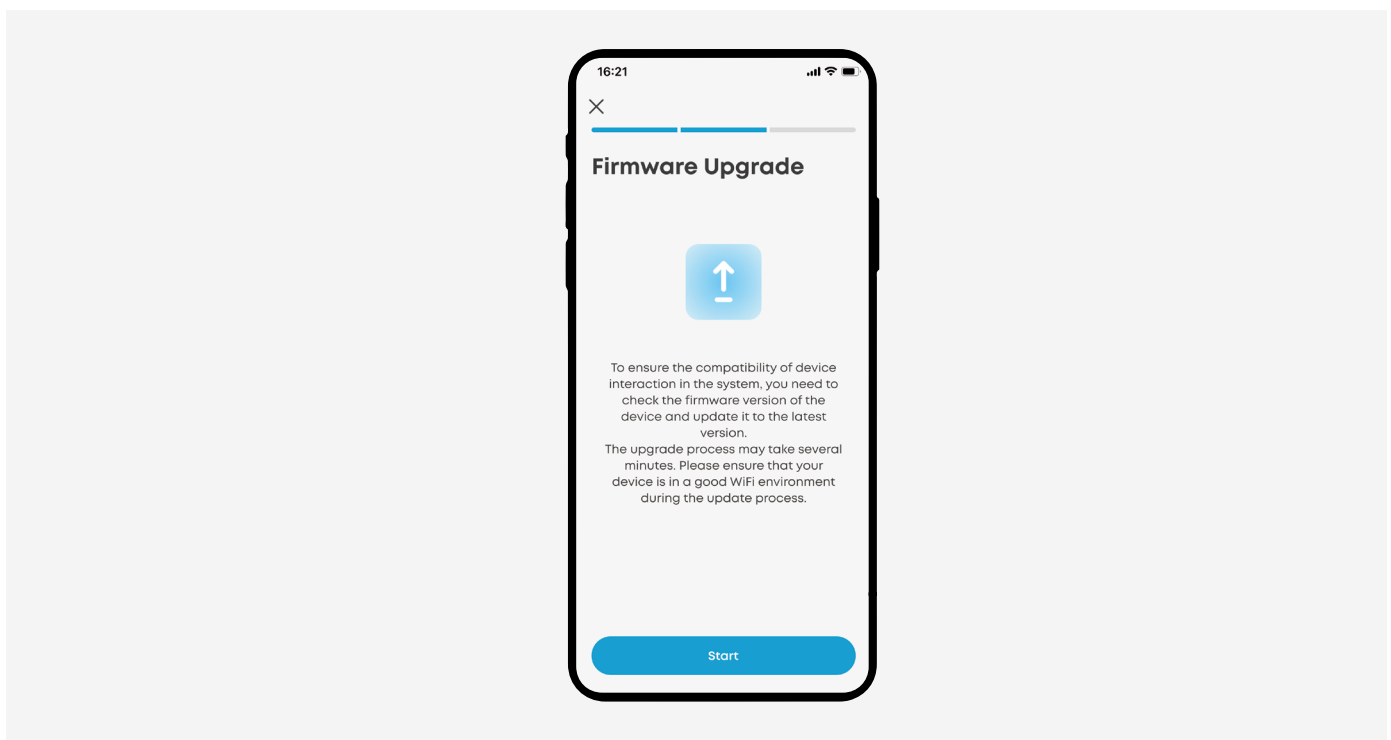 16:21
Firmware Upgrade
To ensure the compatibility of device
interaction in the system, you need to
check the firmware version of the
device and update it to the latest
version.
The upgrade process may take several
minutes. Please ensure that your
device is in a good WiFi environment
during the update process.
Start